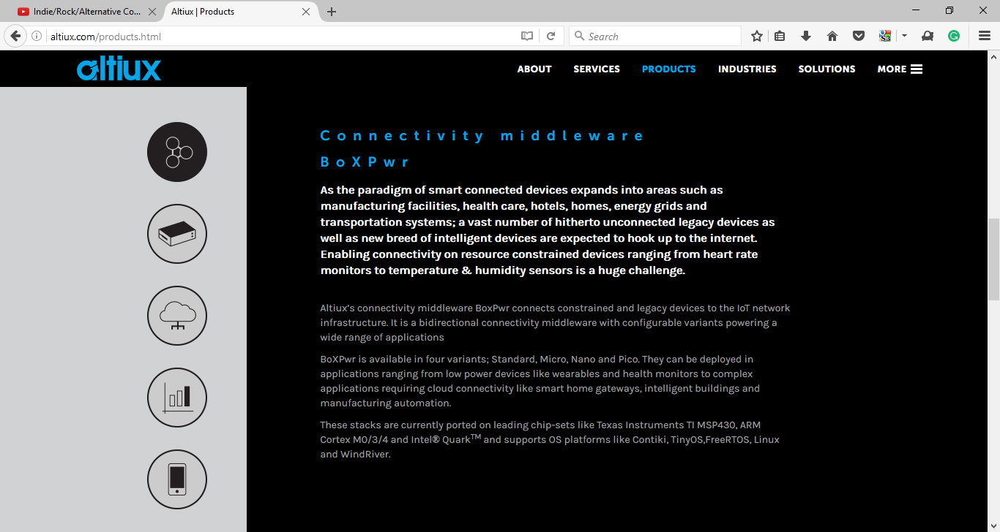 Indie/Rock/Alternative Co...
Altiux | Products
altiux.com/products.html
Search
altiux
ABOUT SERVICES PRODUCTS INDUSTRIES SOLUTIONS MORE
Connectivity middleware
BoXPwr
As the paradigm of smart connected devices expands into areas such as
manufacturing facilities, health care, hotels, homes, energy grids and
transportation systems; a vast number of hitherto unconnected legacy devices as
well as new breed of intelligent devices are expected to hook up to the internet.
Enabling connectivity on resource constrained devices ranging from heart rate
monitors to temperature & humidity sensors is a huge challenge.
Altiux’s connectivity middleware BoxPwr connects constrained and legacy devices to the IoT network
infrastructure. It is a bidirectional connectivity middleware with configurable variants powering a
wide range of applications
BoXPwr is available in four variants; Standard, Micro, Nano and Pico. They can be deployed in
applications ranging from low power devices like wearables and health monitors to complex
applications requiring cloud connectivity like smart home gateways, intelligent buildings and
manufacturing automation.
These stacks are currently ported on leading chip-sets like Texas Instruments TI MSP430, ARM
Cortex M0/3/4 and Intel® Quark™ and supports OS platforms like Contiki, TinyOS,FreeRTOS, Linux
and WindRiver.